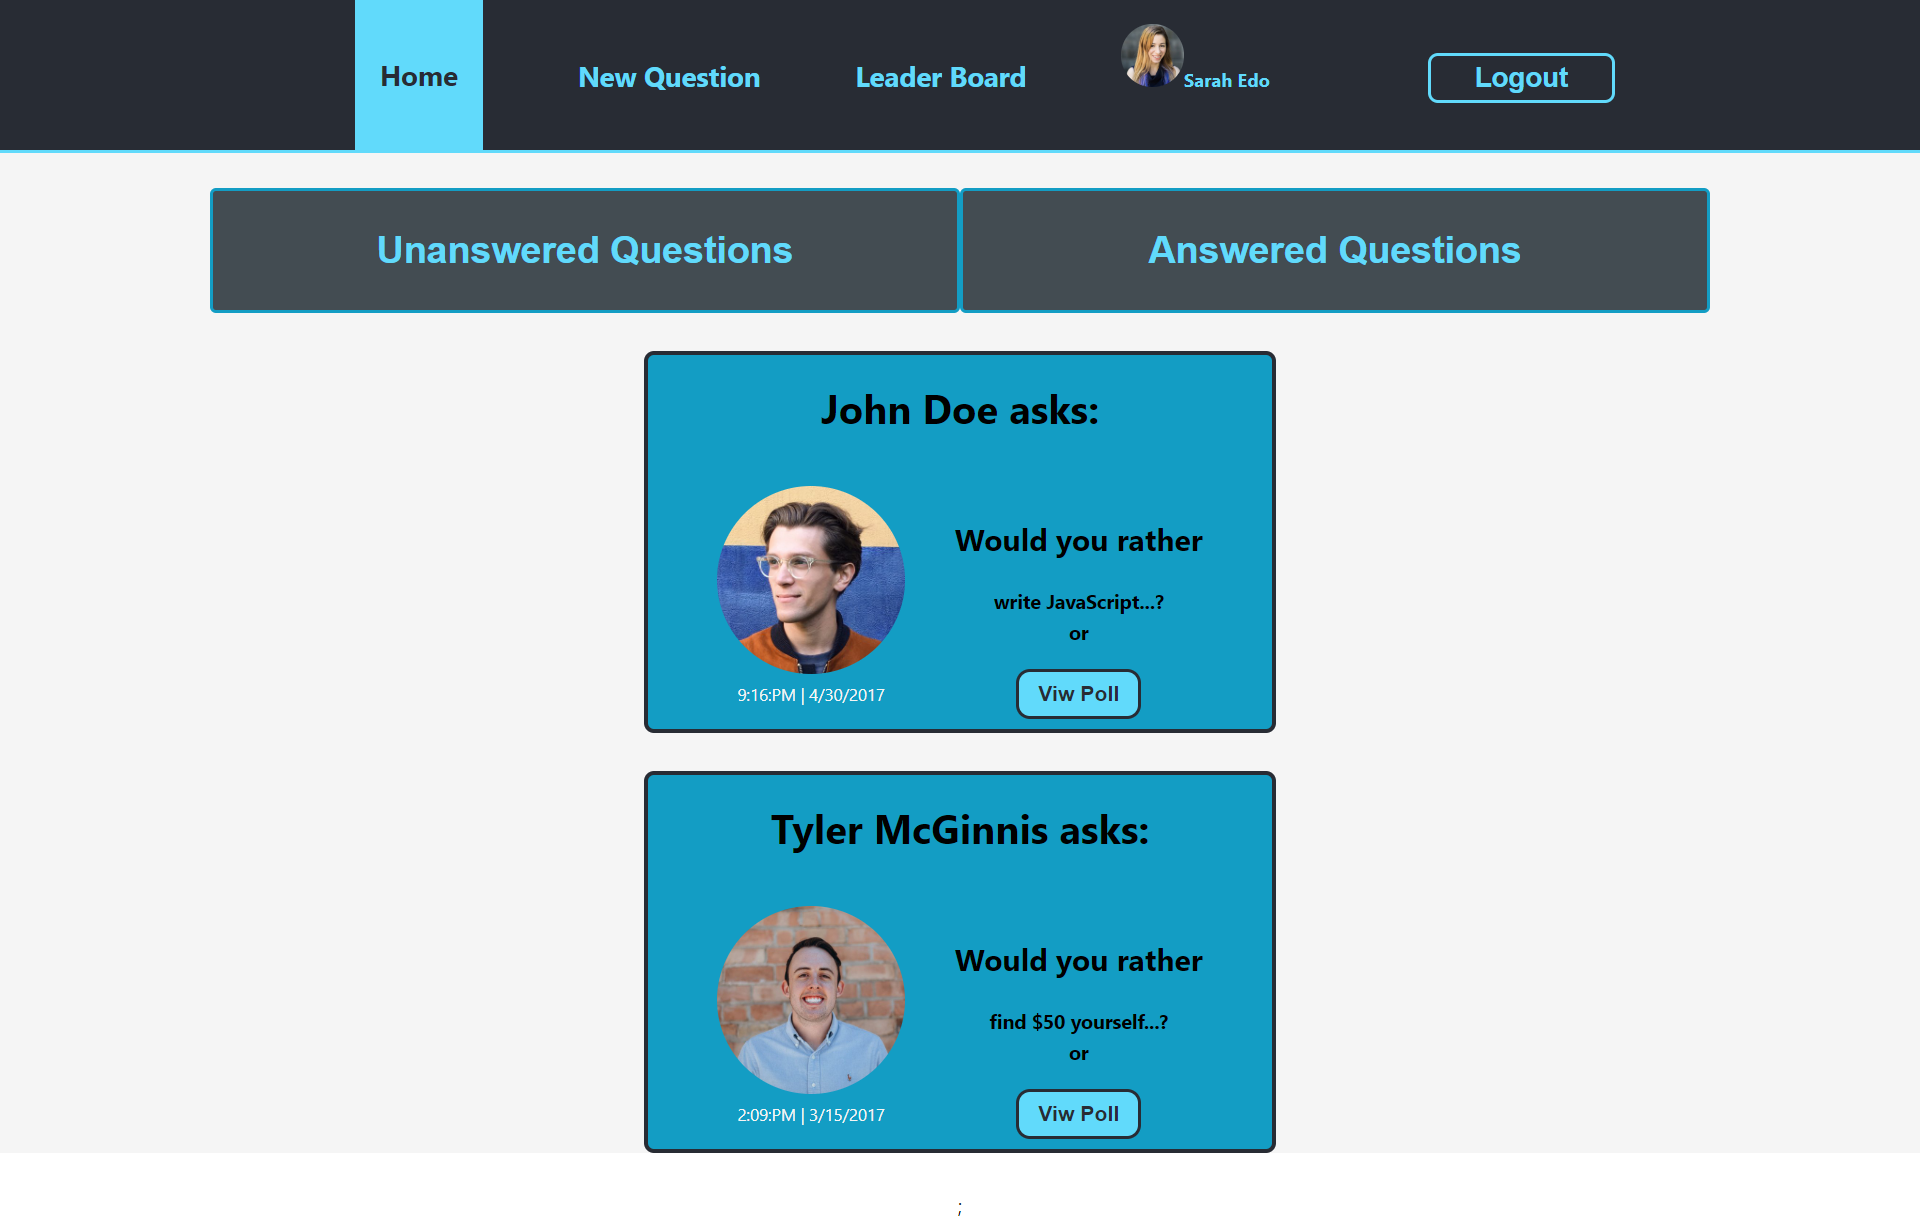 Home
New Question
Leader Board
Sarah Edo
Logout
Unanswered Questions
Answered Questions
John Doe asks:
Would you rather
write JavaScript...?
or
Viw Poll
9:16:PM | 4/30/2017
Tyler McGinnis asks:
Would you rather
find $50 yourself...?
or
Viw Poll
2:09:PM | 3/15/2017
;